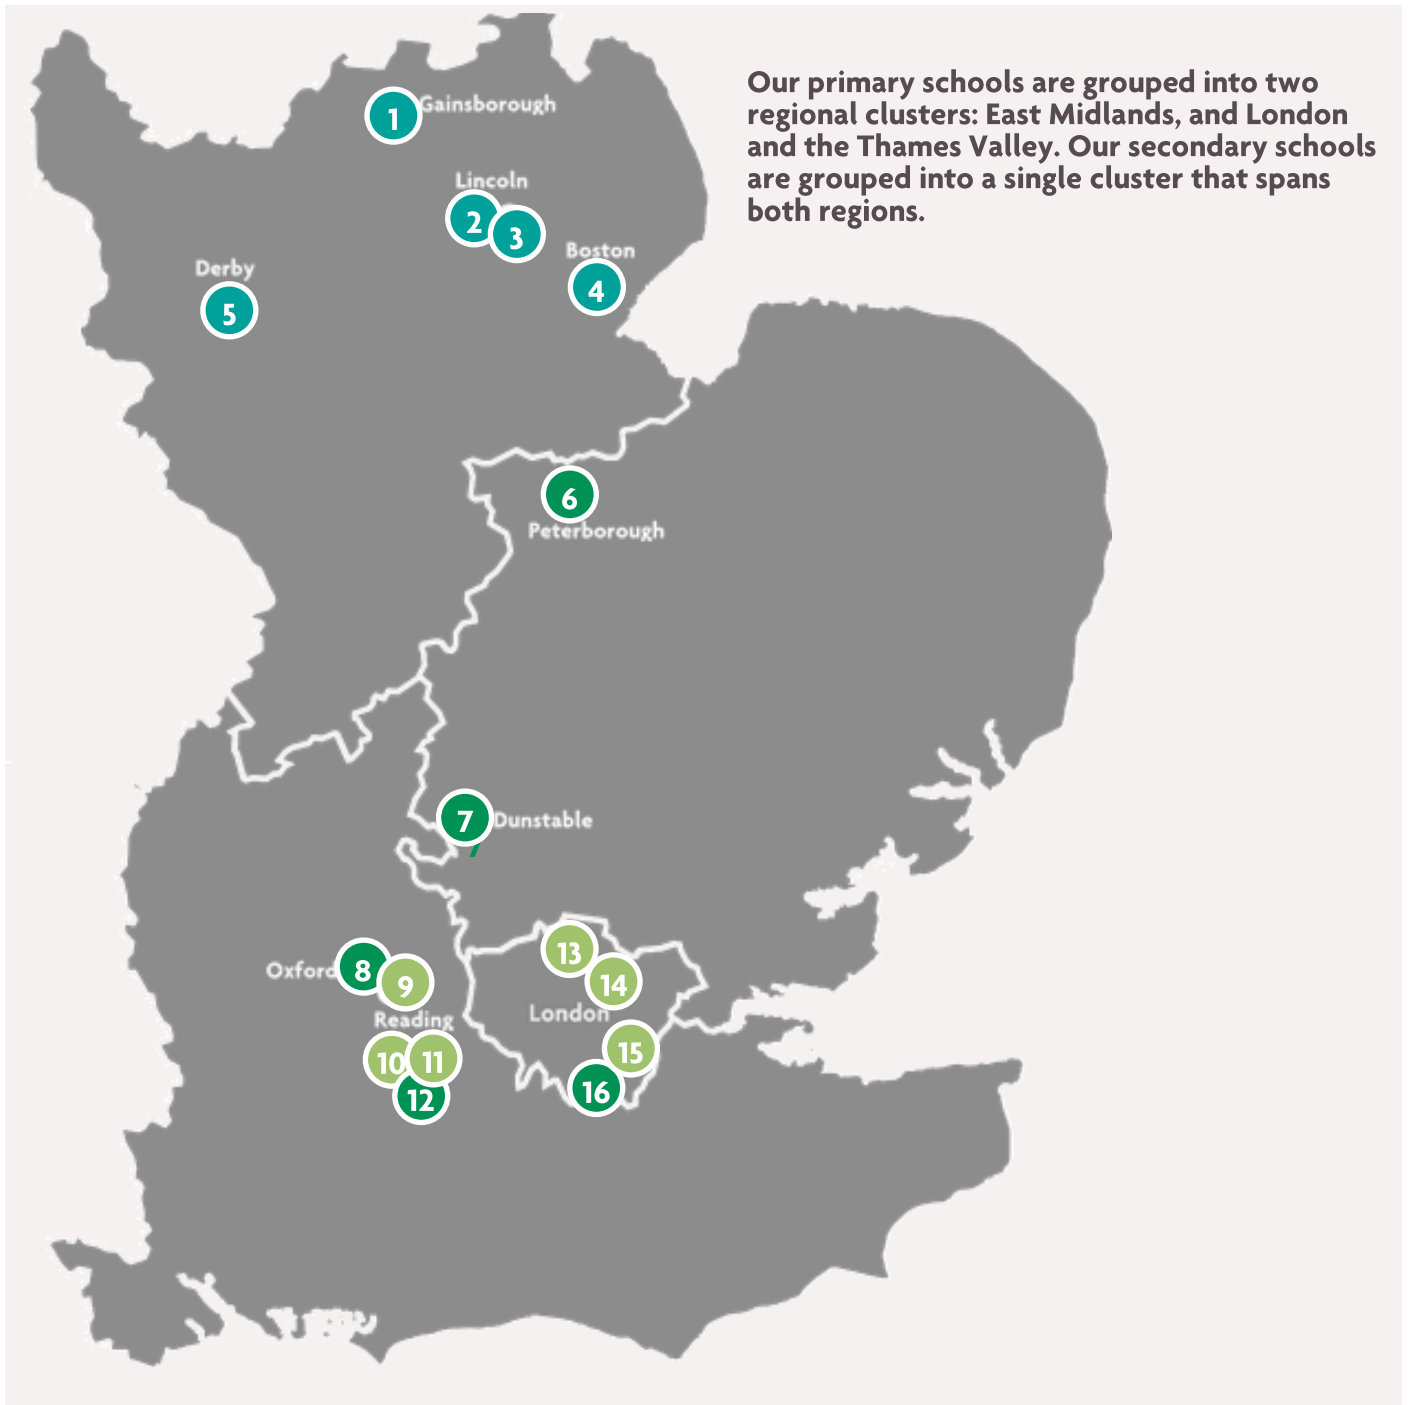 Our primary schools are grouped into two
regional clusters: East Midlands, and London
and the Thames Valley. Our secondary schools
are grouped into a single cluster that spans
both regions.
1
Gainsborough
Lincoln
2
3
Boston
4
Derby
5
6
Peterborough
7
Dunstable
Oxford
8
9
Reading
10
11
12
13
14
London
15
16